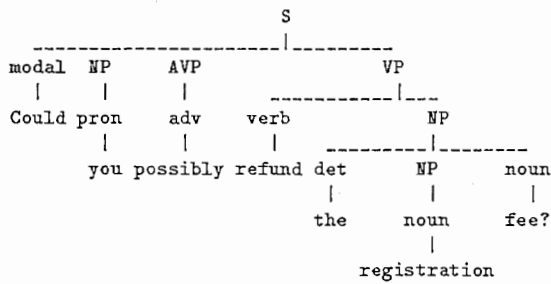 S
modal NP AVP VP
Could pron adv verb NP
you possibly refund det NP noun
the noun fee?
registration